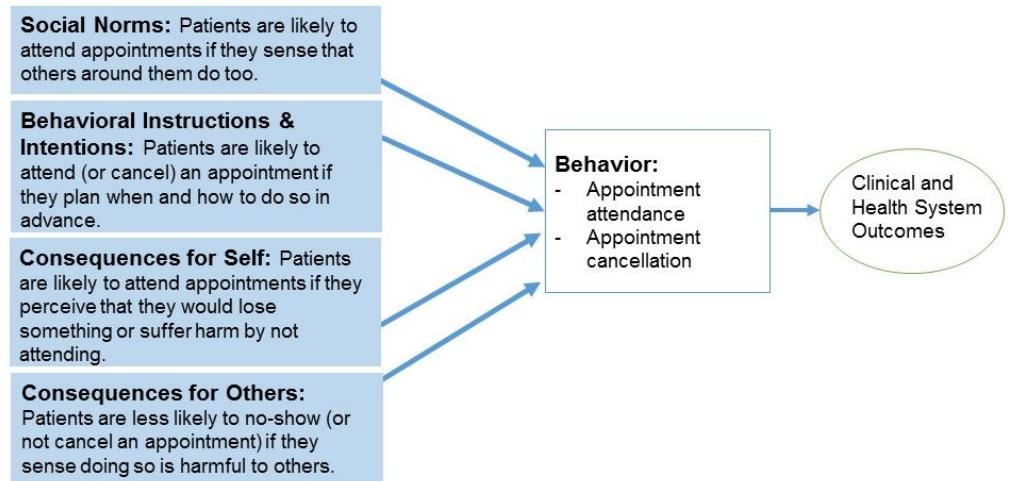 Social Norms: Patients are likely to
attend appointments if they sense that
others around them do too.
Behavioral Instructions &
Intentions: Patients are likely to
attend (or cancel) an appointment if
they plan when and how to do so in
advance.
Consequences for Self: Patients
are likely to attend appointments if they
perceive that they would lose
something or suffer harm by not
attending.
Consequences for Others:
Patients are less likely to no-show (or
not cancel an appointment) if they
sense doing so is harmful to others.
Behavior:
- Appointment
attendance
- Appointment
cancellation
Clinical and
Health System
Outcomes